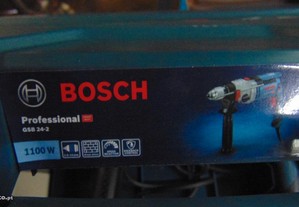 BOSCH
Professional
GSB 24-2
1100 W